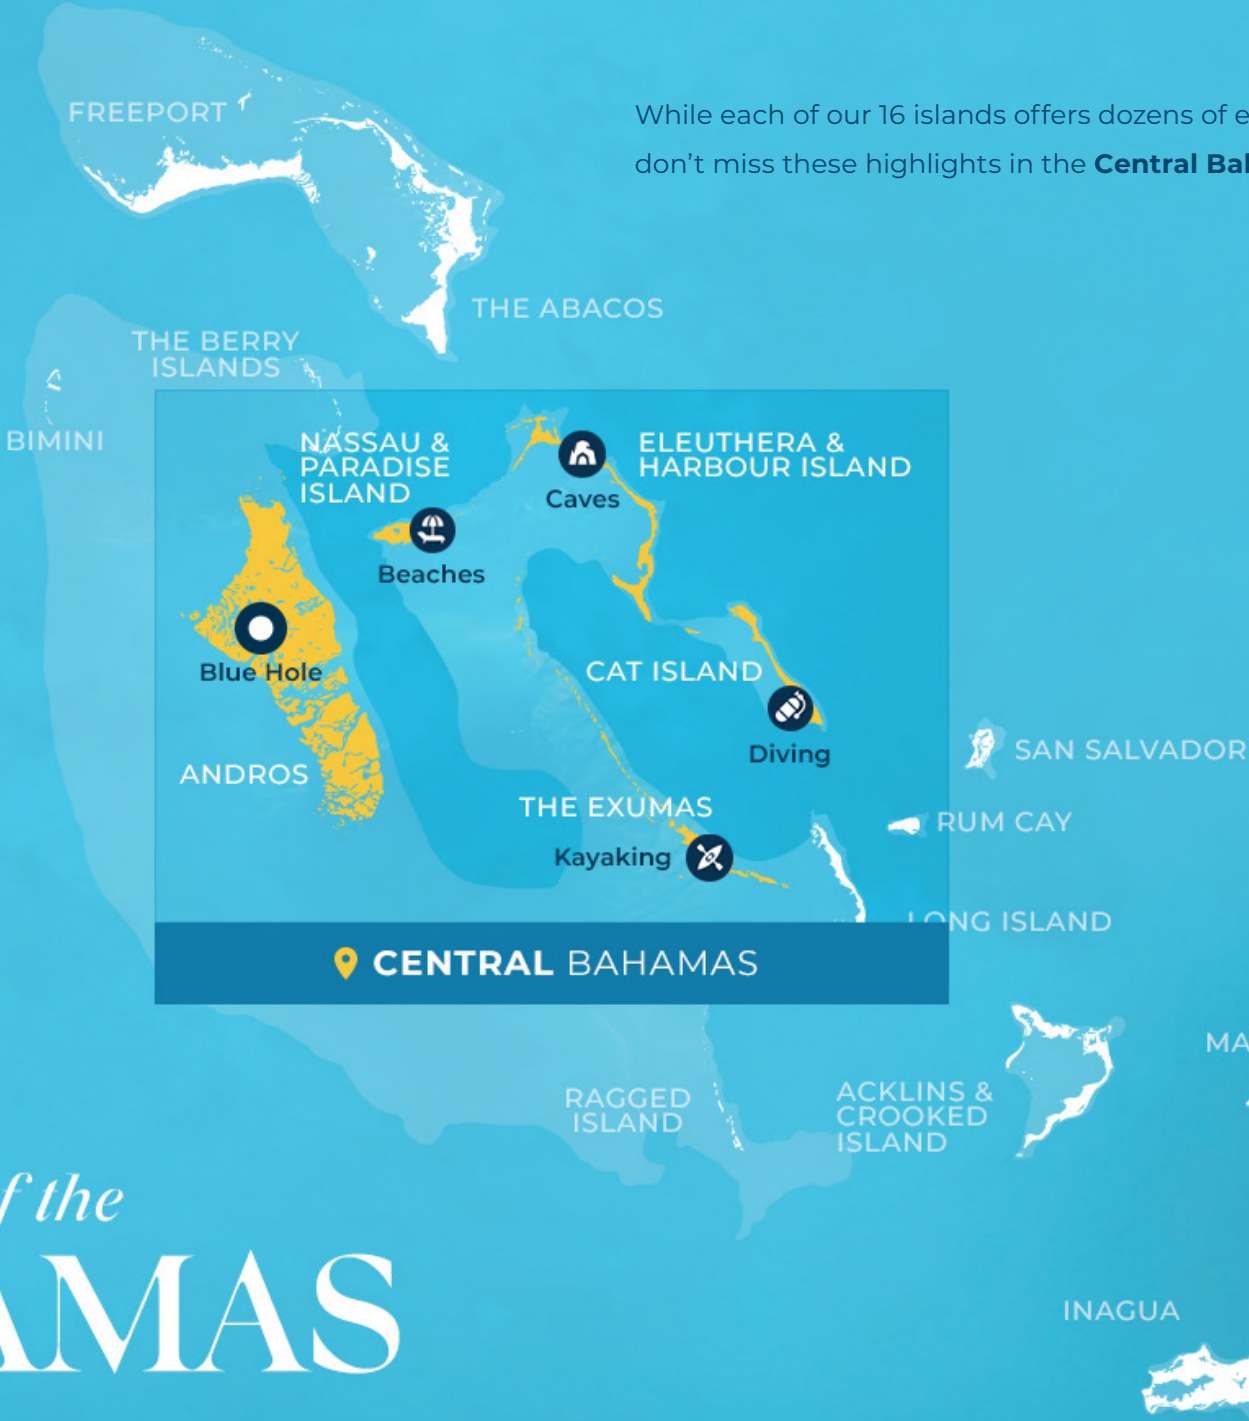 While each of our 16 islands offers dozens of
don't miss these highlights in the Central
FREEPORT
THE ABACOS
THE BERRY
ISLANDS
BIMINI
NASSAU &
PARADISE
ISLAND
ELEUTHERA &
HARBOUR ISLAND
Caves
Beaches
Blue Hole
CAT ISLAND
Diving
ANDROS
THE EXUMAS
Kayaking
SAN SALVADOR
RUM CAY
LONG ISLAND
CENTRAL BAHAMAS
RAGGED
ISLAND
ACKLINS &
CROOKED
ISLAND
of the
AMAS
INAGUA